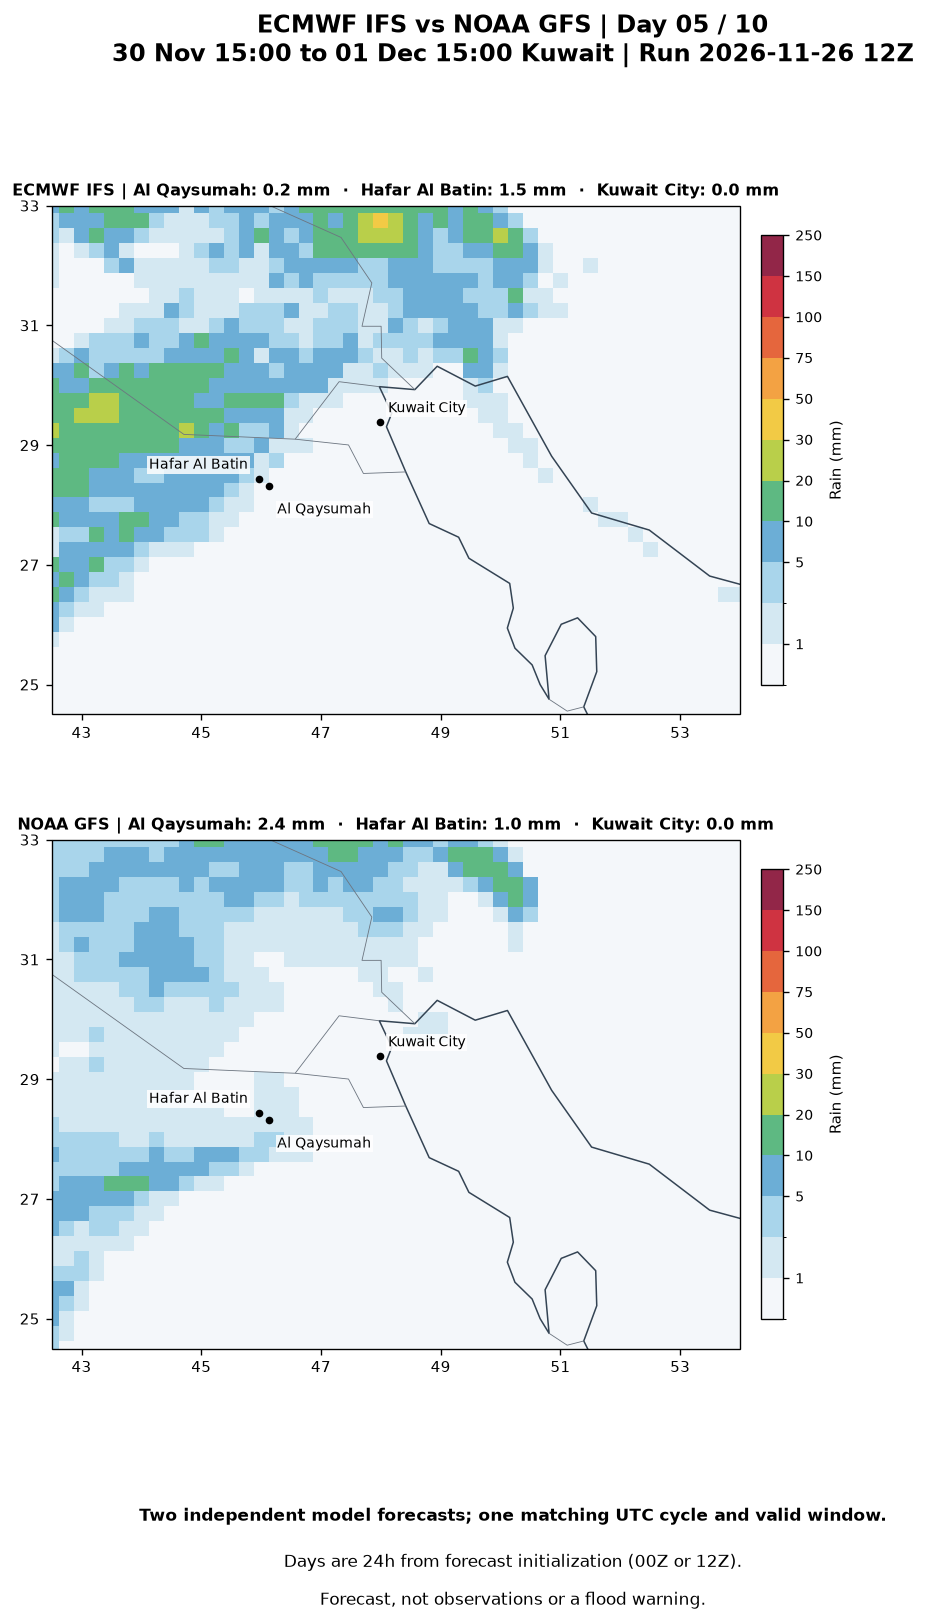 ECMWF IFS vs NOAA GFS | Day 05 / 10
30 Nov 15:00 to 01 Dec 15:00 Kuwait | Run 2026-11-26 12Z
ECMWF IFS | Al Qaysumah: 0.2 mm · Hafar Al Batin: 1.5 mm · Kuwait City: 0.0 mm
33
31
29
27
25
43
45
47
49
51
53
Kuwait City
Hafar Al Batin
Al Qaysumah
250
150
100
75
50
30
20
10
5
1
Rain (mm)
NOAA GFS | Al Qaysumah: 2.4 mm · Hafar Al Batin: 1.0 mm · Kuwait City: 0.0 mm
33
31
29
27
25
43
45
47
49
51
53
Kuwait City
Hafar Al Batin
Al Qaysumah
250
150
100
75
50
30
20
10
5
1
Rain (mm)
Two independent model forecasts; one matching UTC cycle and valid window.
Days are 24h from forecast initialization (00Z or 12Z).
Forecast, not observations or a flood warning.